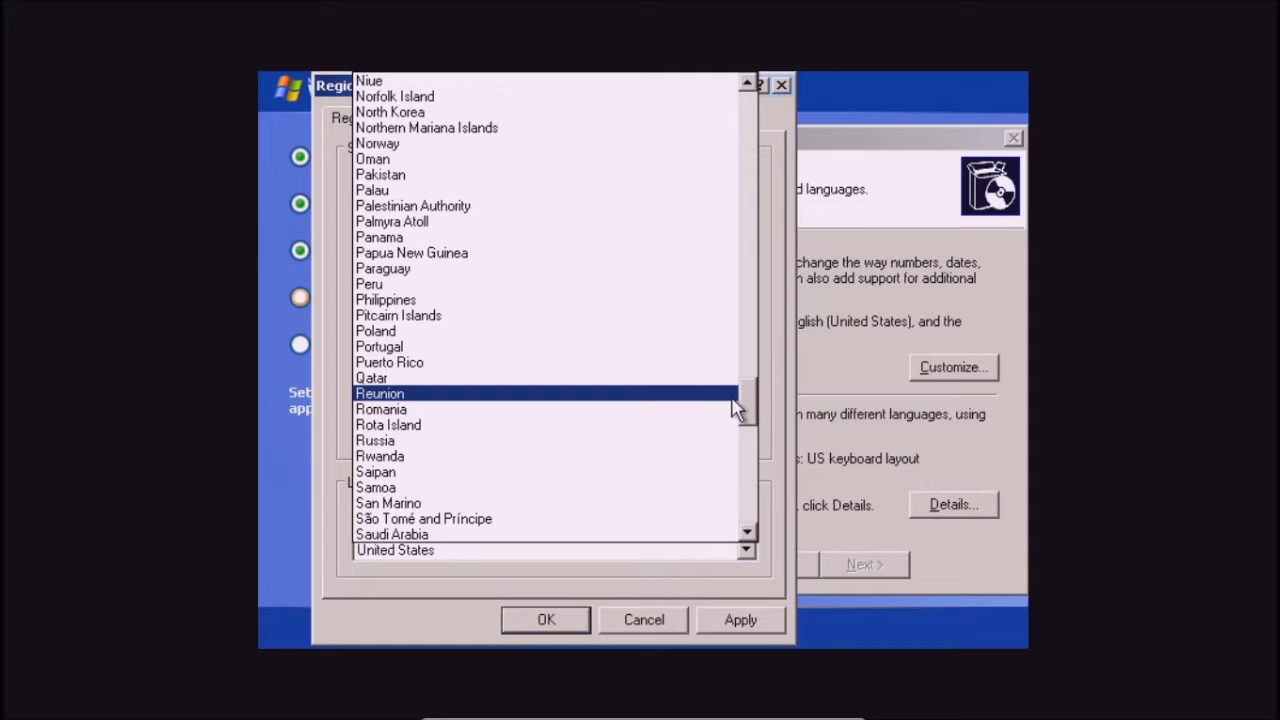 Niue
Norfolk Island
North Korea
Northern Mariana Islands
Norway
Oman
Pakistan
Palau
Palestinian Authority
Palmyra Atoll
Panama
Papua New Guinea
Paraguay
Peru
Philippines
Pitcairn Islands
Poland
Portugal
Puerto Rico
Qatar
Reunion
Romania
Rota Island
Russia
Rwanda
Saipan
Samoa
San Marino
São Tomé and Príncipe
Saudi Arabia
United States
OK Cancel Apply
d languages.
change the way numbers, dates,
n also add support for additional
glish (United States), and the
Customize...
n many different languages, using
s: US keyboard layout
click Details. Details...
Next >